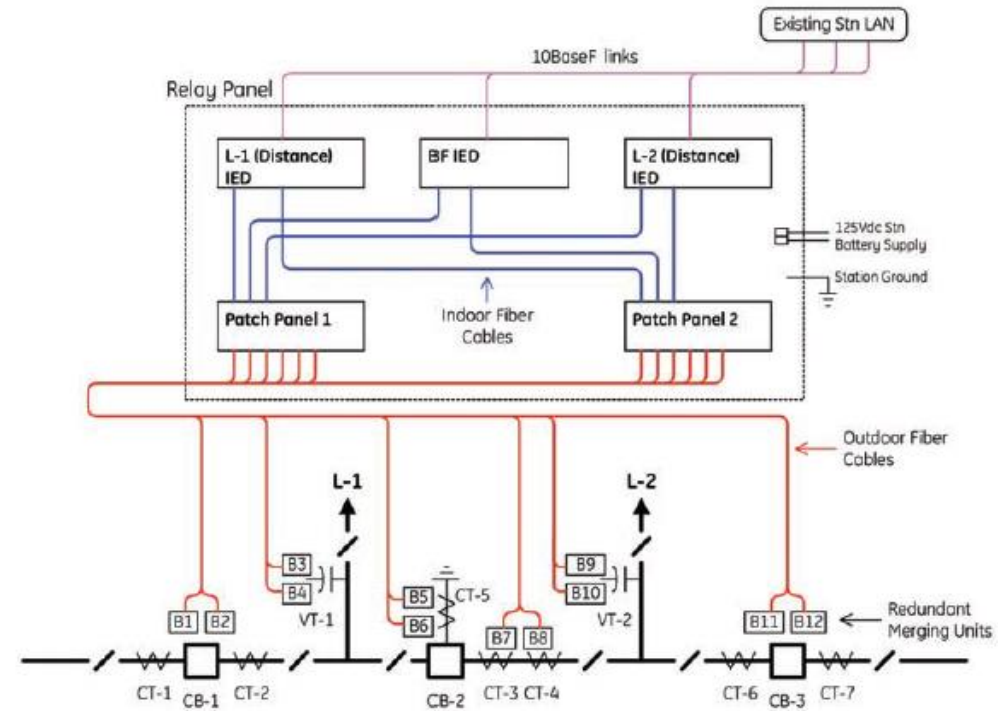 Existing Stn LAN
10BaseF links
Relay Panel
L-1 (Distance)
IED
BF IED
L-2 (Distance)
IED
125Vdc Stn
Battery Supply
Station Ground
Patch Panel 1
Indoor Fiber
Cables
Patch Panel 2
Outdoor Fiber
Cables
L-1
L-2
B3
B4
VT-1
B5
B6
CT-5
B9
B10
VT-2
B1
B2
B7
B8
B11
B12
Redundant
Merging Units
CT-1
CB-1
CT-2
CB-2
CT-3
CT-4
CT-6
CB-3
CT-7